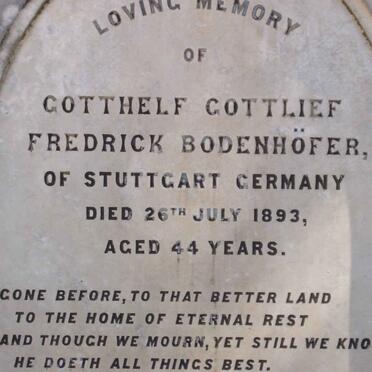 LOVING MEMORY
OF
GOTTHELF GOTTLIEF
FREDRICK BODENHÖFER,
OF STUTTGART GERMANY
DIED 26TH JULY 1893,
AGED 44 YEARS.
GONE BEFORE, TO THAT BETTER LAND
TO THE HOME OF ETERNAL REST
AND THOUGH WE MOURN, YET STILL WE KNO
HE DOETH ALL THINGS BEST.